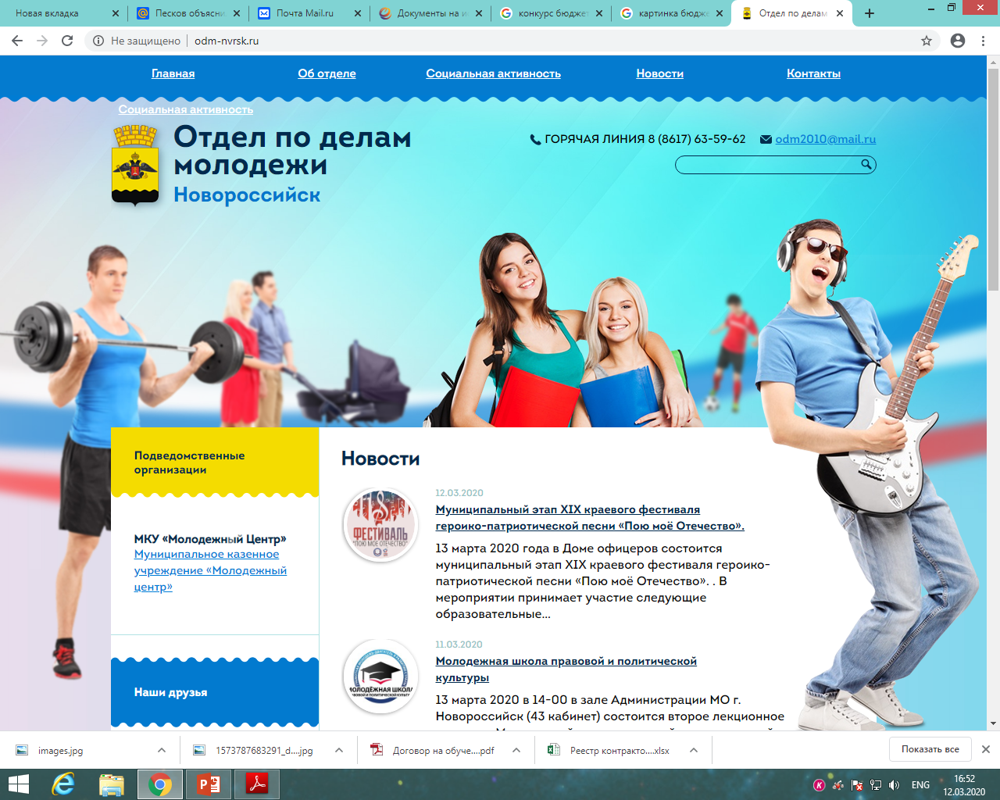 Новая вкладка
Песков объясни
Почта Mail.ru
Документы на и
конкурс бюджет
картинка бюдже
Отдел по делам
Не защищено
odm-nvrsk.ru
Главная
Об отделе
Социальная активность
Новости
Контакты
Социальная активность
Отдел по делам
молодежи
Новороссийск
ГОРЯЧАЯ ЛИНИЯ 8 (8617) 63-59-62
odm2010@mail.ru
Подведомственные
организации
МКУ «Молодежный Центр»
Муниципальное казенное
учреждение «Молодежный
центр»
Наши друзья
Новости
ФЕСТИВАЛЬ
"ПОЮ МОЕ ОТЕЧЕСТВО"
12.03.2020
Муниципальный этап XIX краевого фестиваля
героико-патриотической песни «Пою моё Отечество».
13 марта 2020 года в Доме офицеров состоится
муниципальный этап XIX краевого фестиваля героико-
патриотической песни «Пою моё Отечество». . В
мероприятии принимает участие следующие
образовательные...
МОЛОДЁЖНАЯ ШКОЛА
11.03.2020
Молодежная школа правовой и политической
культуры
13 марта 2020 в 14-00 в зале Администрации МО г.
Новороссийск (43 кабинет) состоится второе лекционное
images.jpg
1573787683291_d....jpg
Договор на обуче....pdf
Реестр контракто....xlsx
Показать все
ENG
16:52
12.03.2020